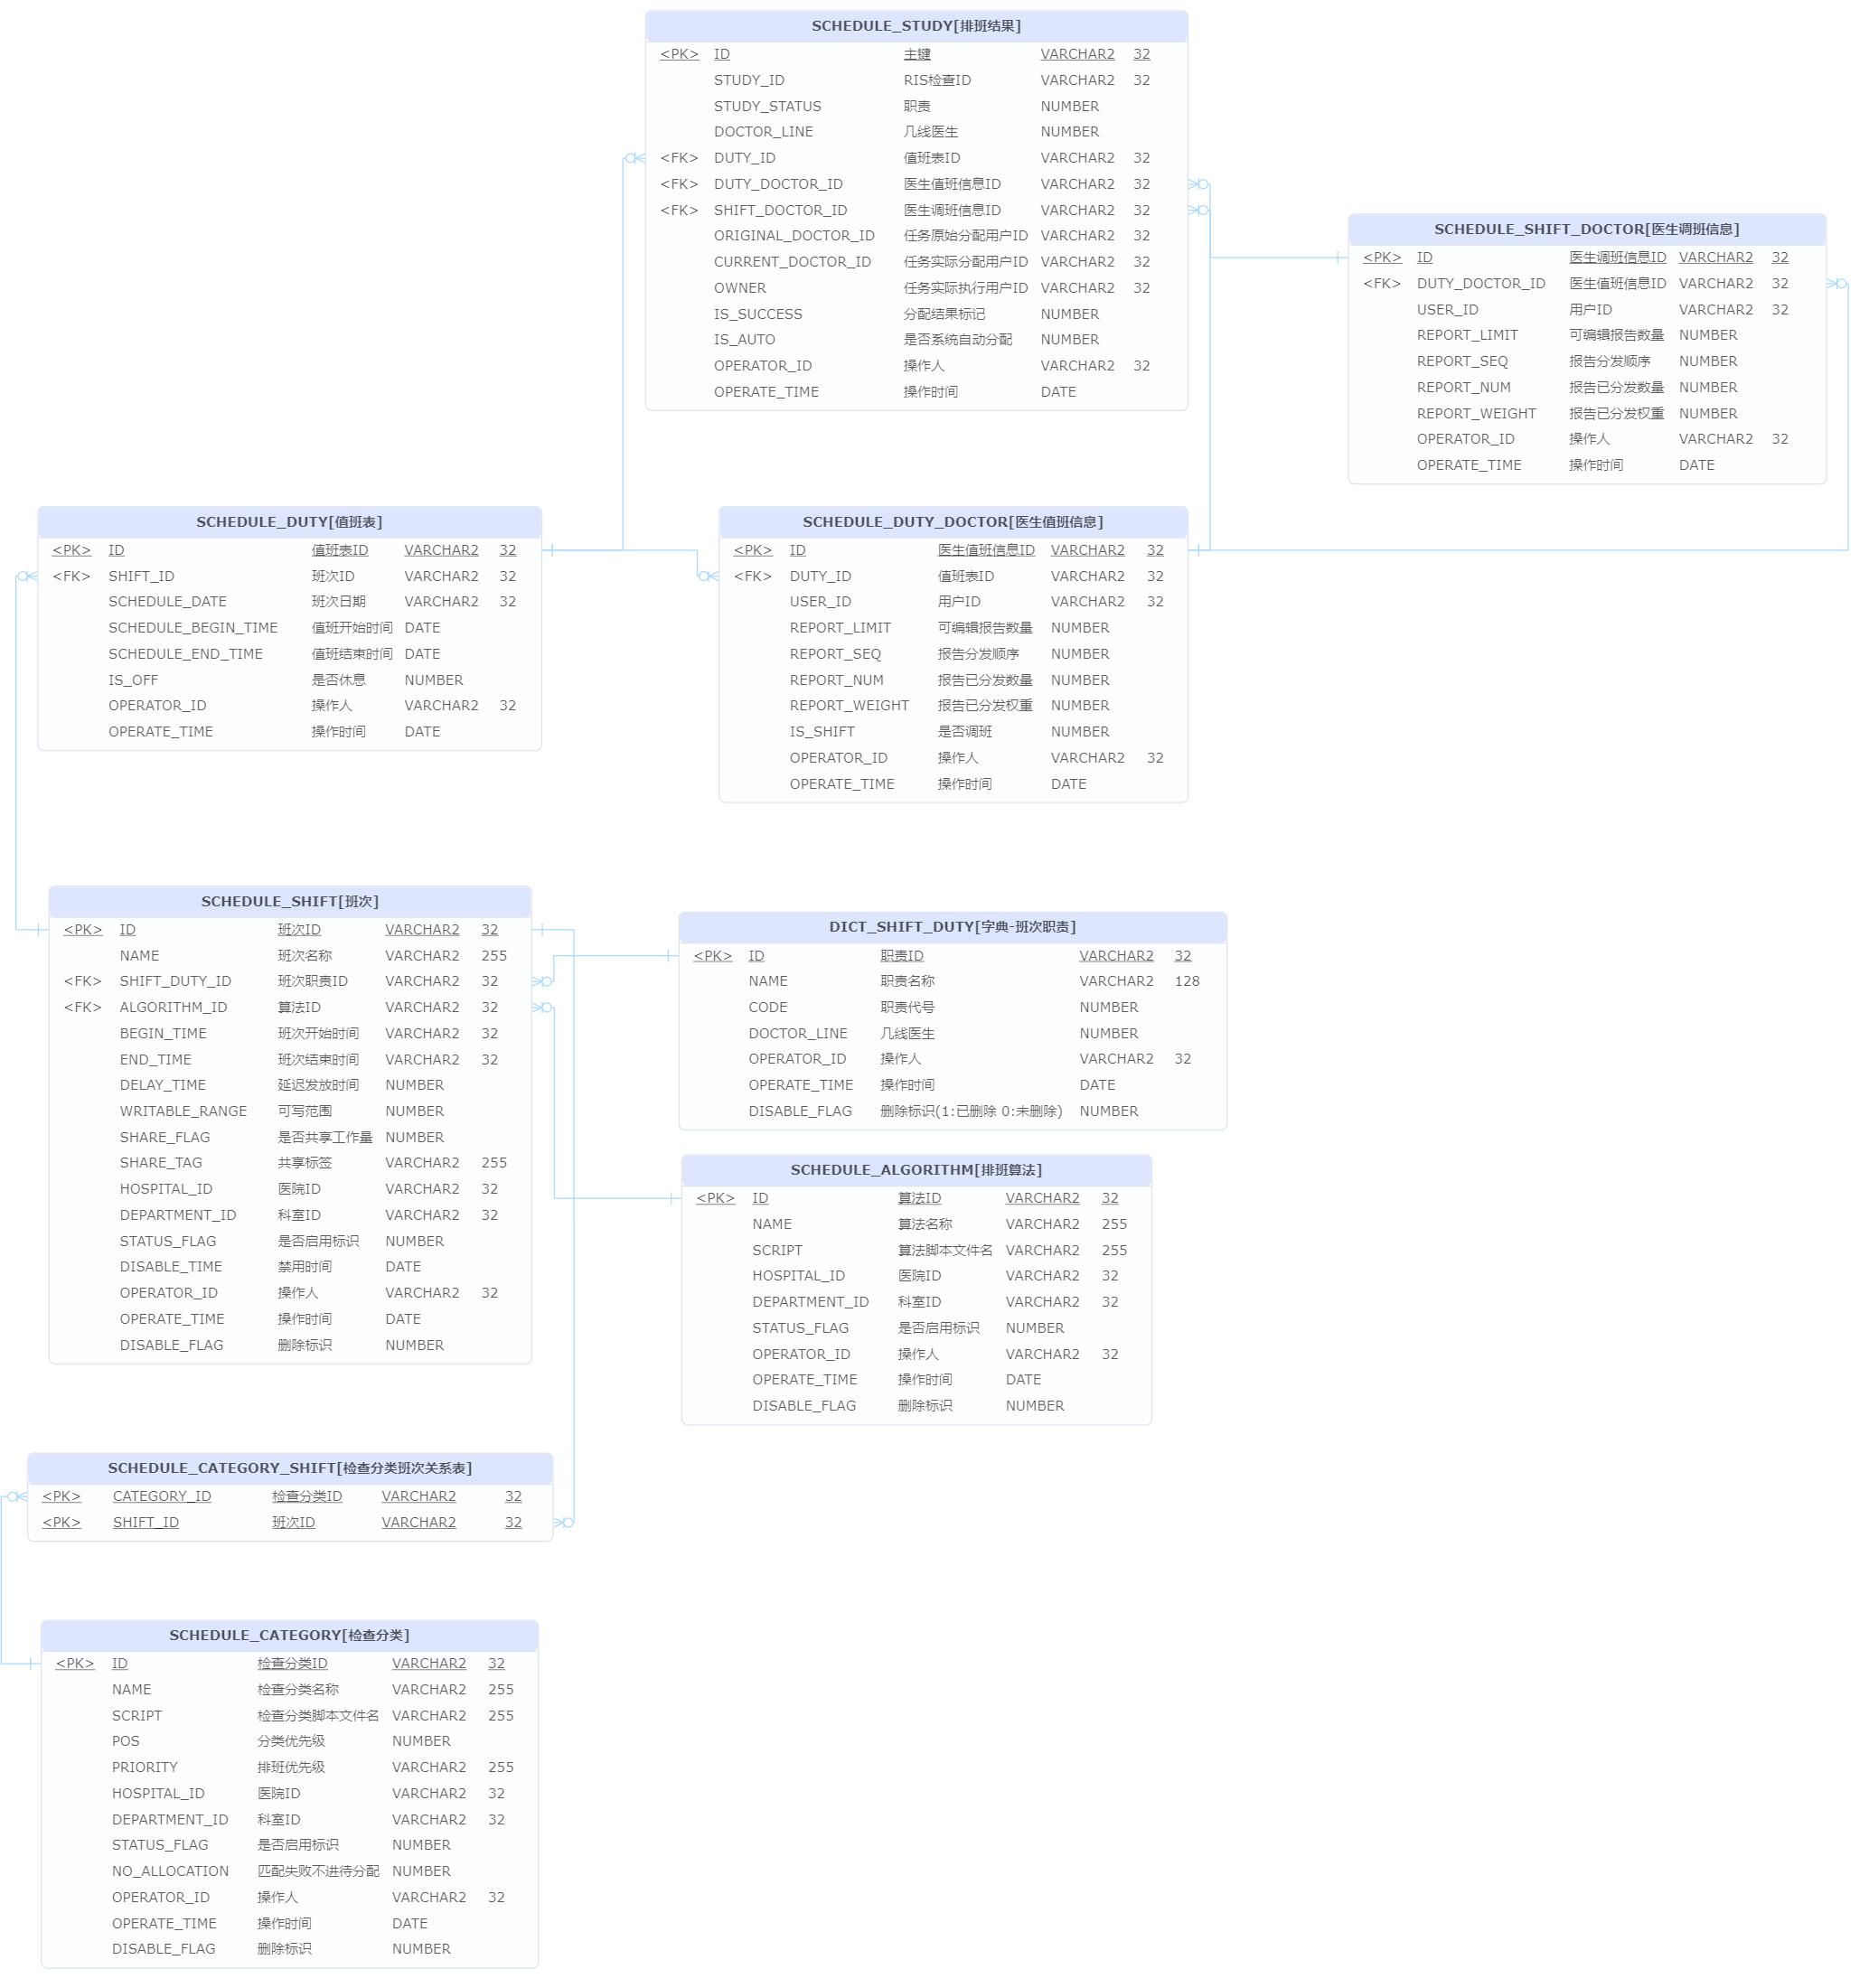 SCHEDULE_STUDY[排班结果]
<PK> ID 主键 VARCHAR2 32
STUDY_ID RIS检查ID VARCHAR2 32
STUDY_STATUS 职责 NUMBER
DOCTOR_LINE 几线医生 NUMBER
<FK> DUTY_ID 值班表ID VARCHAR2 32
<FK> DUTY_DOCTOR_ID 医生值班信息ID VARCHAR2 32
<FK> SHIFT_DOCTOR_ID 医生调班信息ID VARCHAR2 32
ORIGINAL_DOCTOR_ID 任务原始分配用户ID VARCHAR2 32
CURRENT_DOCTOR_ID 任务实际分配用户ID VARCHAR2 32
OWNER 任务实际执行用户ID VARCHAR2 32
IS_SUCCESS 分配结果标记 NUMBER
IS_AUTO 是否系统自动分配 NUMBER
OPERATOR_ID 操作人 VARCHAR2 32
OPERATE_TIME 操作时间 DATE
SCHEDULE_SHIFT_DOCTOR[医生调班信息]
<PK> ID 医生调班信息ID VARCHAR2 32
<FK> DUTY_DOCTOR_ID 医生值班信息ID VARCHAR2 32
USER_ID 用户ID VARCHAR2 32
REPORT_LIMIT 可编辑报告数量 NUMBER
REPORT_SEQ 报告分发顺序 NUMBER
REPORT_NUM 报告已分发数量 NUMBER
REPORT_WEIGHT 报告已分发权重 NUMBER
OPERATOR_ID 操作人 VARCHAR2 32
OPERATE_TIME 操作时间 DATE
SCHEDULE_DUTY[值班表]
<PK> ID 值班表ID VARCHAR2 32
<FK> SHIFT_ID 班次ID VARCHAR2 32
SCHEDULE_DATE 班次日期 VARCHAR2 32
SCHEDULE_BEGIN_TIME 值班开始时间 DATE
SCHEDULE_END_TIME 值班结束时间 DATE
IS_OFF 是否休息 NUMBER
OPERATOR_ID 操作人 VARCHAR2 32
OPERATE_TIME 操作时间 DATE
SCHEDULE_DUTY_DOCTOR[医生值班信息]
<PK> ID 医生值班信息ID VARCHAR2 32
<FK> DUTY_ID 值班表ID VARCHAR2 32
USER_ID 用户ID VARCHAR2 32
REPORT_LIMIT 可编辑报告数量 NUMBER
REPORT_SEQ 报告分发顺序 NUMBER
REPORT_NUM 报告已分发数量 NUMBER
REPORT_WEIGHT 报告已分发权重 NUMBER
IS_SHIFT 是否调班 NUMBER
OPERATOR_ID 操作人 VARCHAR2 32
OPERATE_TIME 操作时间 DATE
SCHEDULE_SHIFT[班次]
<PK> ID 班次ID VARCHAR2 32
NAME 班次名称 VARCHAR2 255
<FK> SHIFT_DUTY_ID 班次职责ID VARCHAR2 32
<FK> ALGORITHM_ID 算法ID VARCHAR2 32
BEGIN_TIME 班次开始时间 VARCHAR2 32
END_TIME 班次结束时间 VARCHAR2 32
DELAY_TIME 延迟发放时间 NUMBER
WRITABLE_RANGE 可写范围 NUMBER
SHARE_FLAG 是否共享工作量 NUMBER
SHARE_TAG 共享标签 VARCHAR2 255
HOSPITAL_ID 医院ID VARCHAR2 32
DEPARTMENT_ID 科室ID VARCHAR2 32
STATUS_FLAG 是否启用标识 NUMBER
DISABLE_TIME 禁用时间 DATE
OPERATOR_ID 操作人 VARCHAR2 32
OPERATE_TIME 操作时间 DATE
DISABLE_FLAG 删除标识 NUMBER
DICT_SHIFT_DUTY[字典-班次职责]
<PK> ID 职责ID VARCHAR2 32
NAME 职责名称 VARCHAR2 128
CODE 职责代号 NUMBER
DOCTOR_LINE 几线医生 NUMBER
OPERATOR_ID 操作人 VARCHAR2 32
OPERATE_TIME 操作时间 DATE
DISABLE_FLAG 删除标识(1:已删除 0:未删除) NUMBER
SCHEDULE_ALGORITHM[排班算法]
<PK> ID 算法ID VARCHAR2 32
NAME 算法名称 VARCHAR2 255
SCRIPT 算法脚本文件名 VARCHAR2 255
HOSPITAL_ID 医院ID VARCHAR2 32
DEPARTMENT_ID 科室ID VARCHAR2 32
STATUS_FLAG 是否启用标识 NUMBER
OPERATOR_ID 操作人 VARCHAR2 32
OPERATE_TIME 操作时间 DATE
DISABLE_FLAG 删除标识 NUMBER
SCHEDULE_CATEGORY_SHIFT[检查分类班次关系表]
<PK> CATEGORY_ID 检查分类ID VARCHAR2 32
<PK> SHIFT_ID 班次ID VARCHAR2 32
SCHEDULE_CATEGORY[检查分类]
<PK> ID 检查分类ID VARCHAR2 32
NAME 检查分类名称 VARCHAR2 255
SCRIPT 检查分类脚本文件名 VARCHAR2 255
POS 分类优先级 NUMBER
PRIORITY 排班优先级 VARCHAR2 255
HOSPITAL_ID 医院ID VARCHAR2 32
DEPARTMENT_ID 科室ID VARCHAR2 32
STATUS_FLAG 是否启用标识 NUMBER
NO_ALLOCATION 匹配失败不进待分配 NUMBER
OPERATOR_ID 操作人 VARCHAR2 32
OPERATE_TIME 操作时间 DATE
DISABLE_FLAG 删除标识 NUMBER